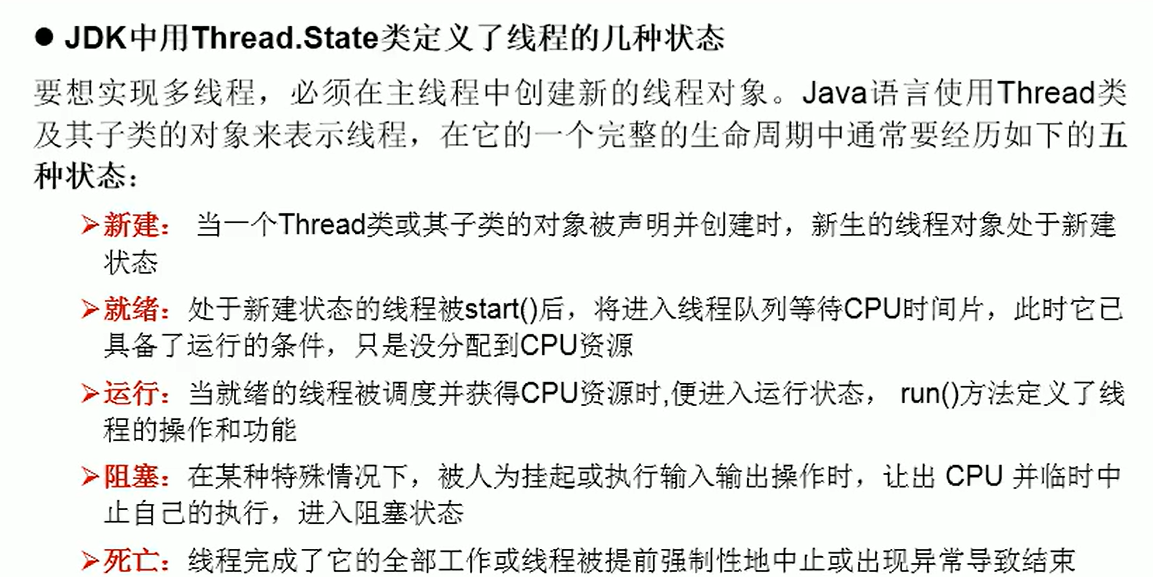 ● JDK中用Thread.State类定义了线程的几种状态
要想实现多线程，必须在主线程中创建新的线程对象。Java语言使用Thread类
及其子类的对象来表示线程，在它的一个完整的生命周期中通常要经历如下的五
种状态：
➢新建： 当一个Thread类或其子类的对象被声明并创建时，新生的线程对象处于新建
状态
➢就绪：处于新建状态的线程被start()后，将进入线程队列等待CPU时间片，此时它已
具备了运行的条件，只是没分配到CPU资源
➢运行：当就绪的线程被调度并获得CPU资源时,便进入运行状态， run()方法定义了线
程的操作和功能
➢阻塞：在某种特殊情况下，被人为挂起或执行输入输出操作时，让出 CPU 并临时中
止自己的执行，进入阻塞状态
➢死亡：线程完成了它的全部工作或线程被提前强制性地中止或出现异常导致结束